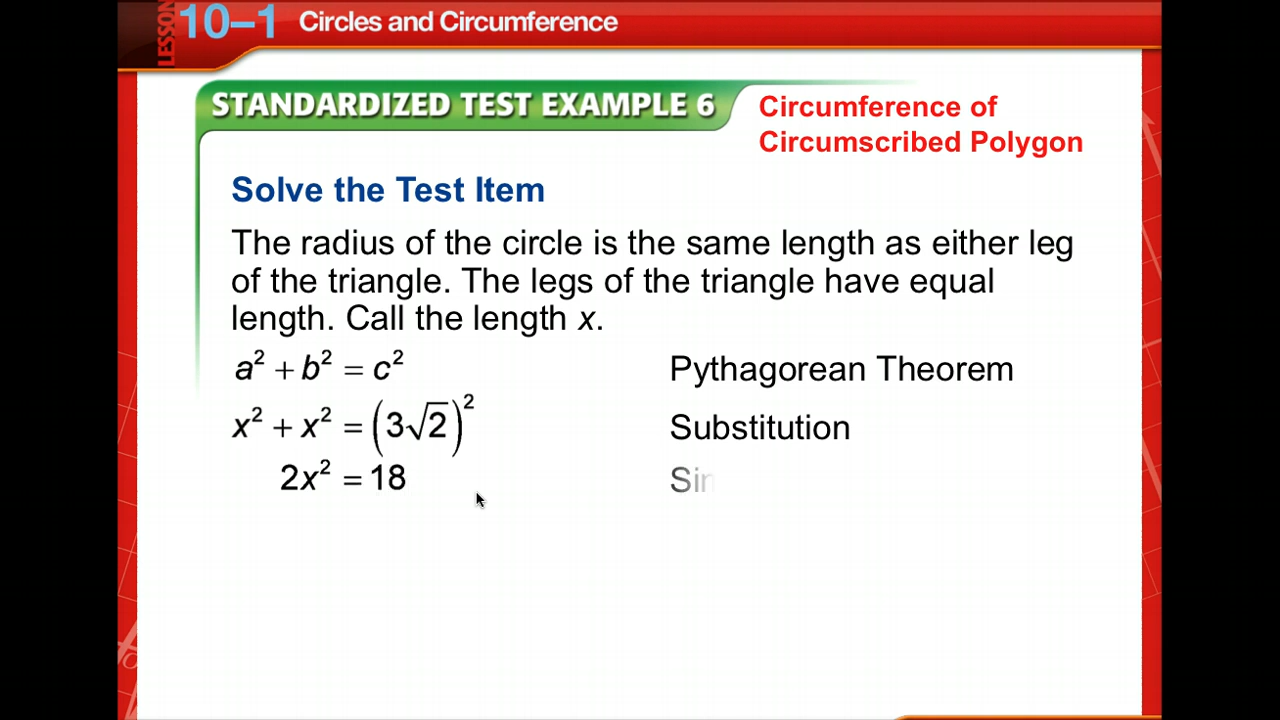 LESSON 10–1 Circles and Circumference
STANDARDIZED TEST EXAMPLE 6
Circumference of
Circumscribed Polygon
Solve the Test Item
The radius of the circle is the same length as either leg
of the triangle. The legs of the triangle have equal
length. Call the length x.
a² + b² = c² Pythagorean Theorem
x² + x² = (3√2)² Substitution
2x² = 18